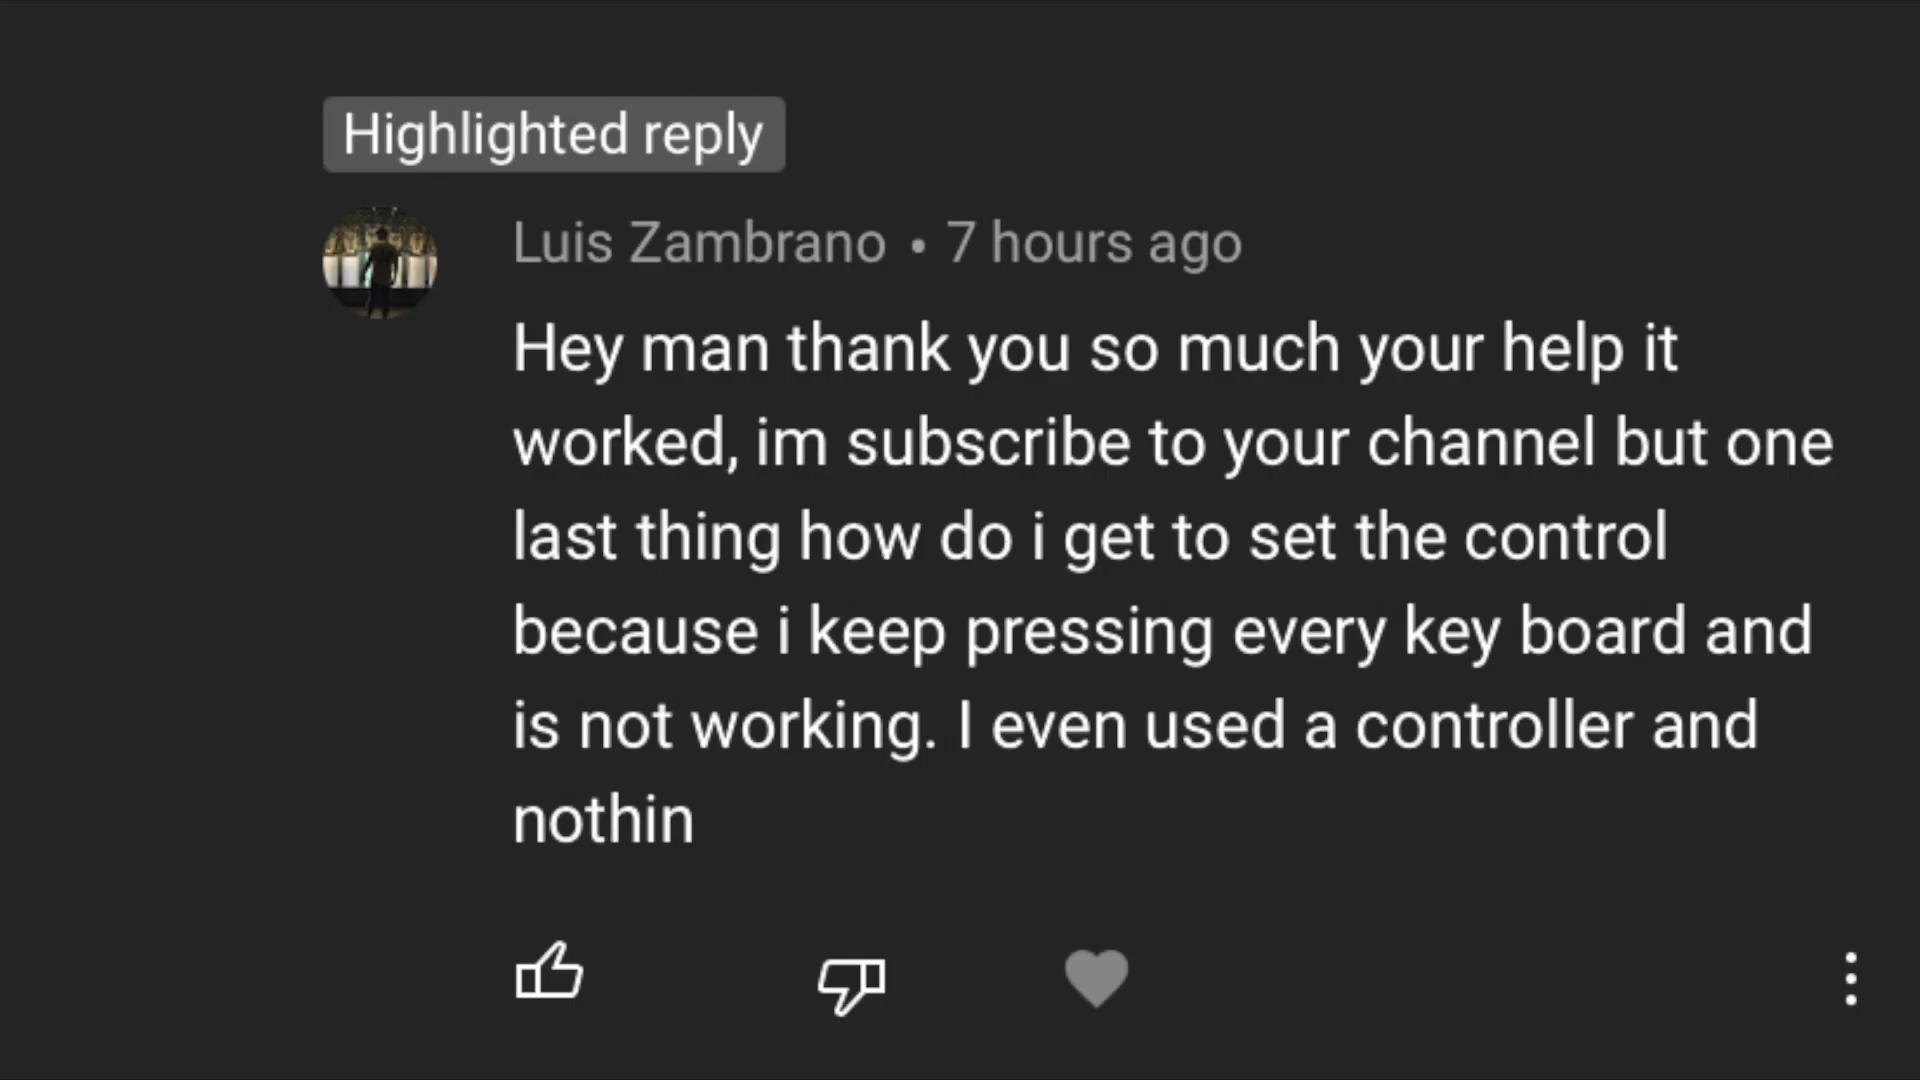 Highlighted reply
Luis Zambrano • 7 hours ago
Hey man thank you so much your help it
worked, im subscribe to your channel but one
last thing how do i get to set the control
because i keep pressing every key board and
is not working. I even used a controller and
nothin